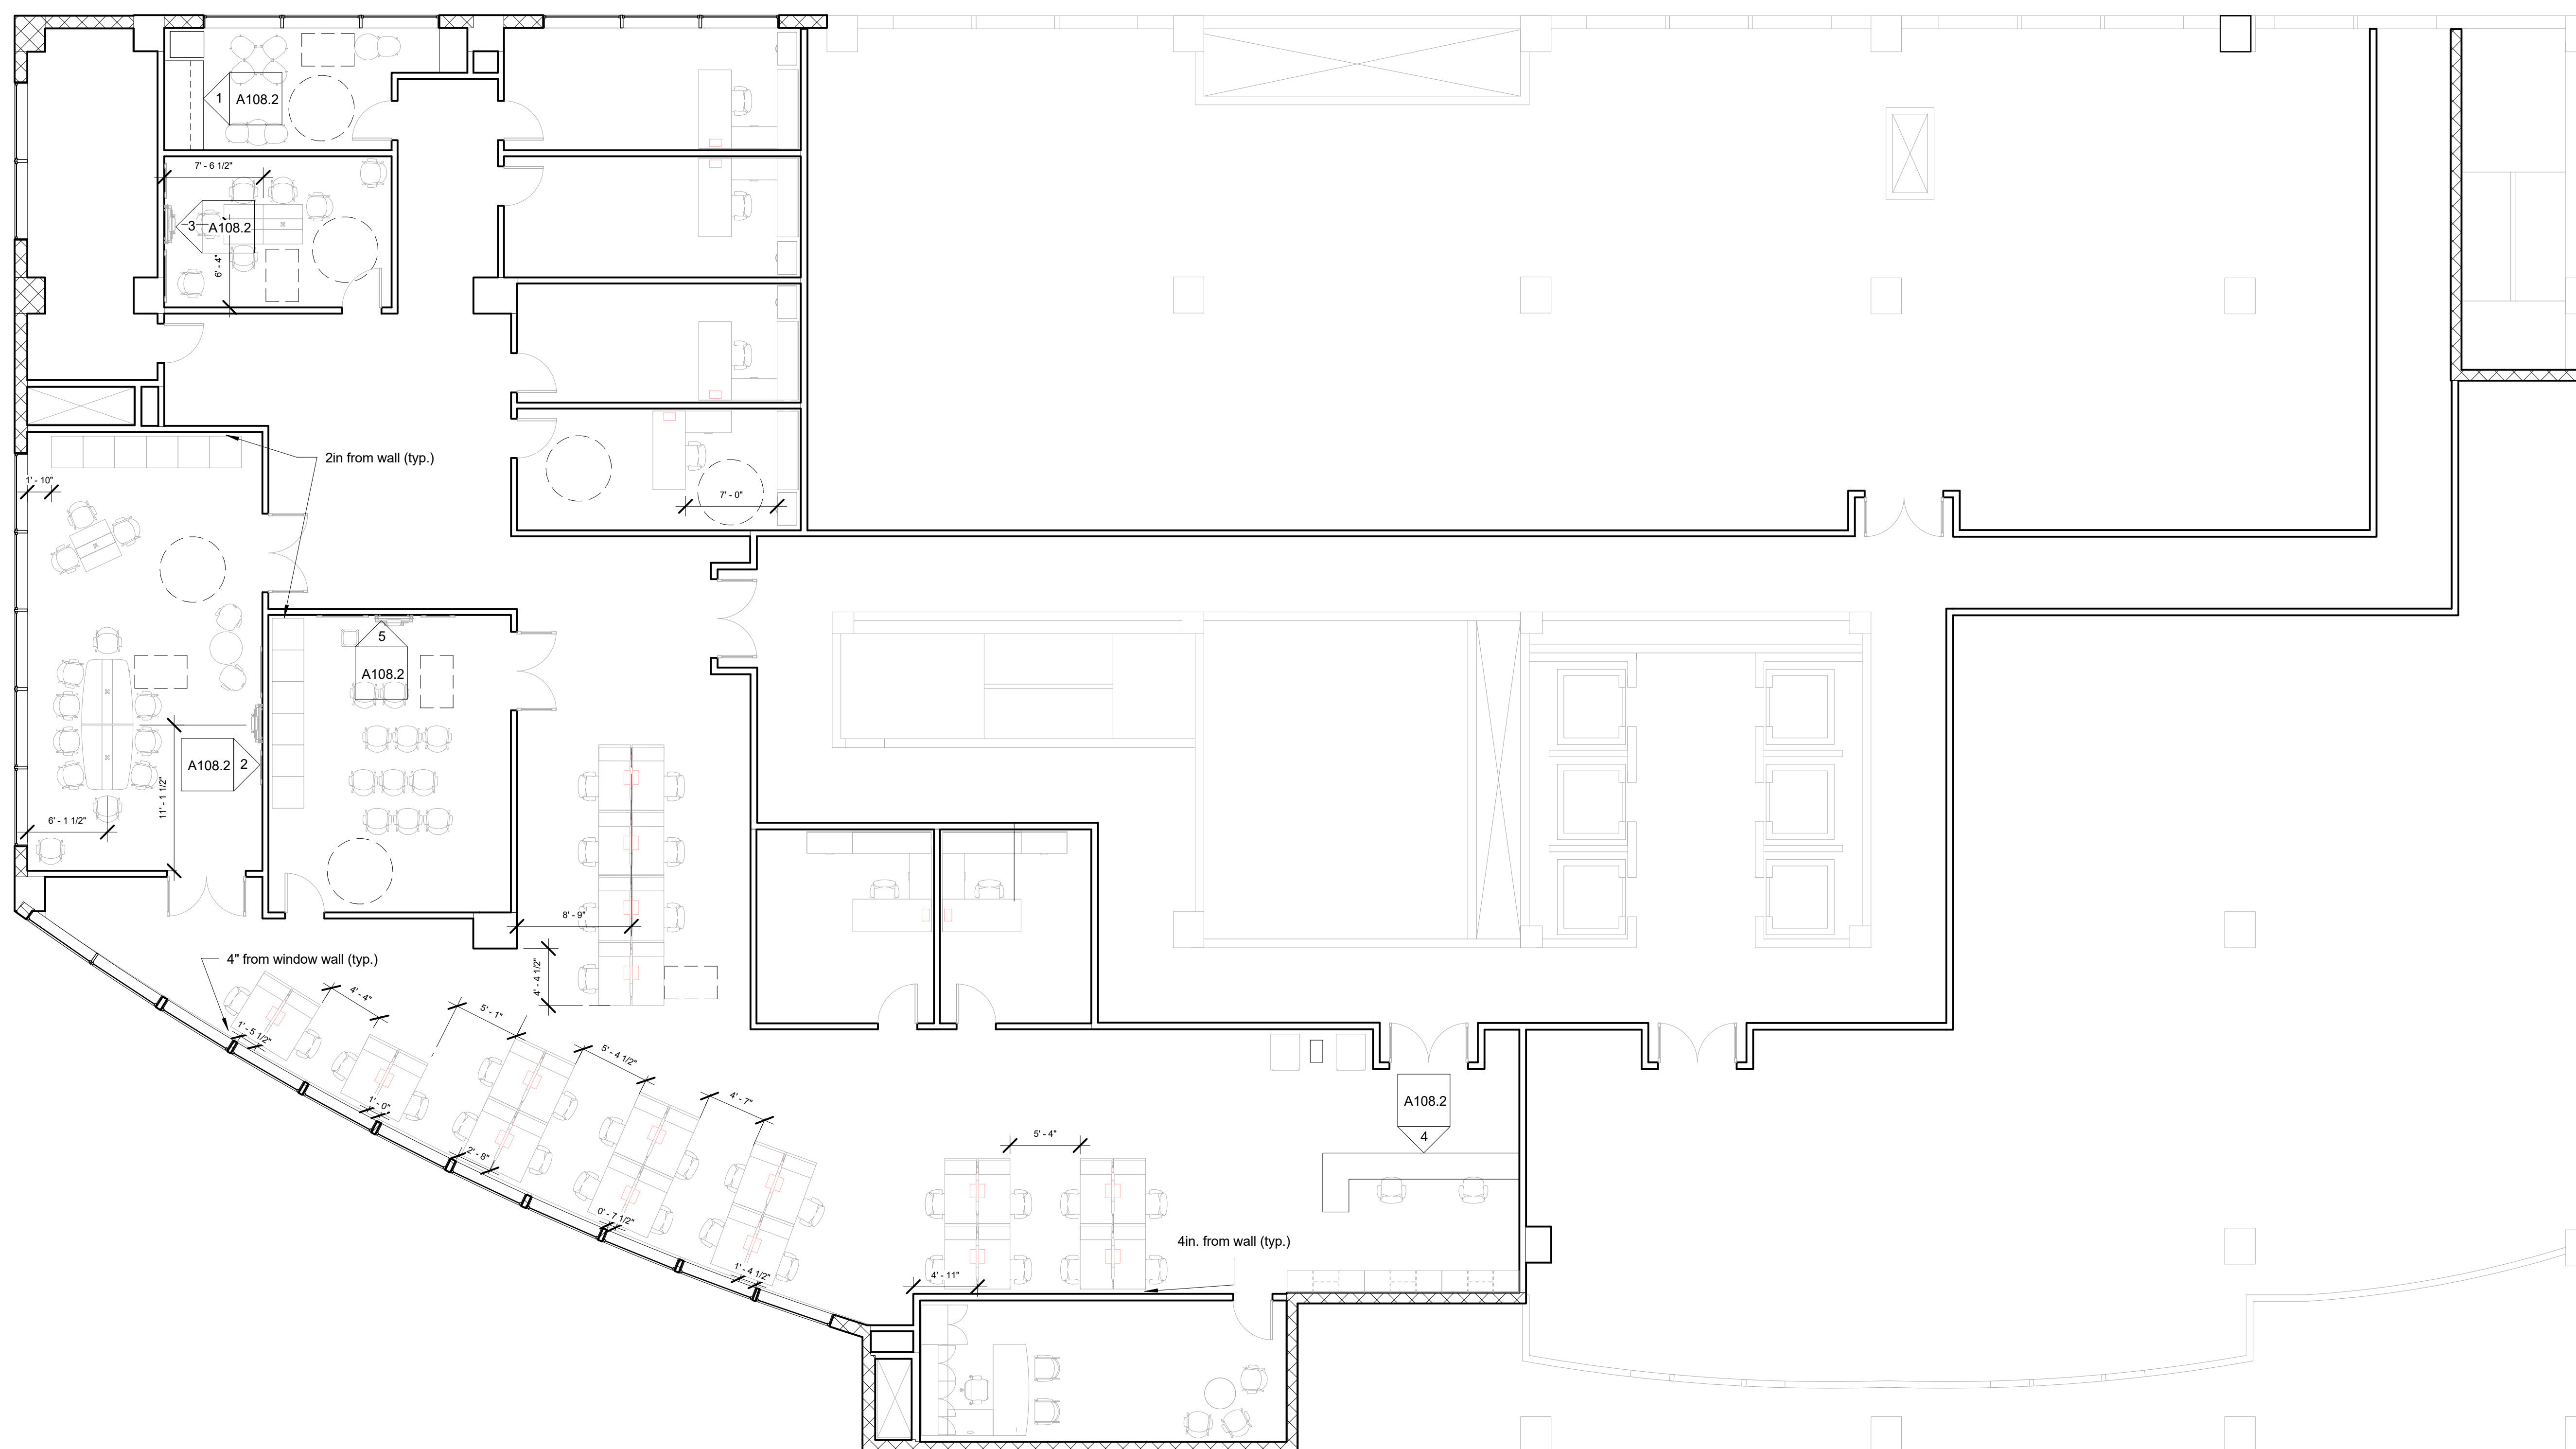 1
A108.2
7' - 6 1/2"
3
A108.2
6' - 4"
2in from wall (typ.)
1' - 10"
7' - 0"
5
A108.2
A108.2
2
11' - 1 1/2"
6' - 1 1/2"
8' - 9"
4' - 4 1/2"
4" from window wall (typ.)
4' - 4"
5' - 1"
1' - 5 1/2"
5' - 4 1/2"
4' - 7"
1' - 0"
2' - 8"
0' - 7 1/2"
1' - 4 1/2"
A108.2
4
5' - 4"
4in. from wall (typ.)
4' - 11"